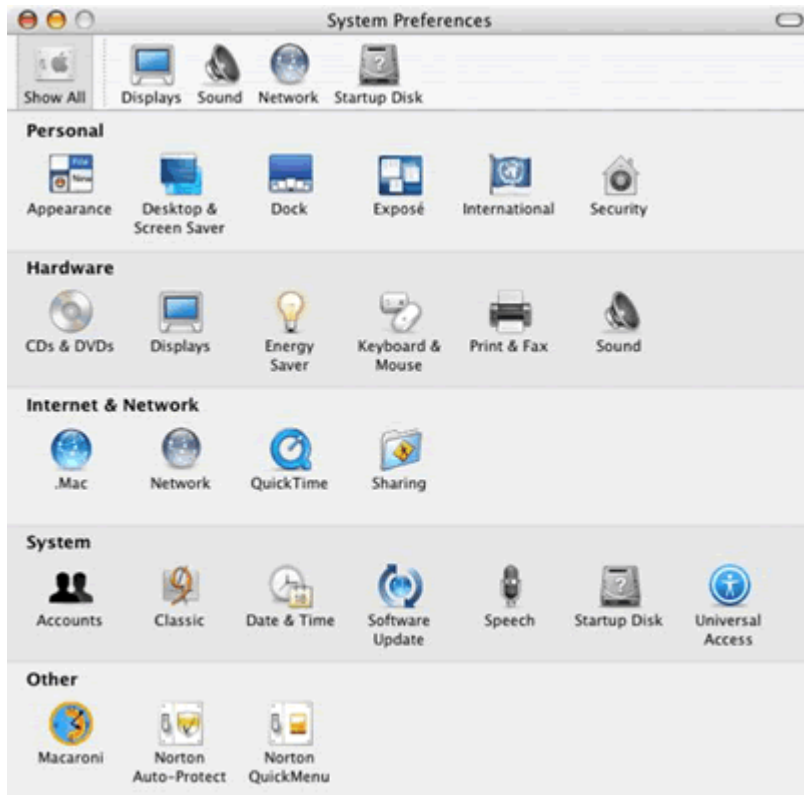 System Preferences
Show All Displays Sound Network Startup Disk
Personal
Appearance Desktop & Screen Saver Dock Exposé International Security
Hardware
CDs & DVDs Displays Energy Saver Keyboard & Mouse Print & Fax Sound
Internet & Network
.Mac Network QuickTime Sharing
System
Accounts Classic Date & Time Software Update Speech Startup Disk Universal Access
Other
Macaroni Norton Auto-Protect Norton QuickMenu